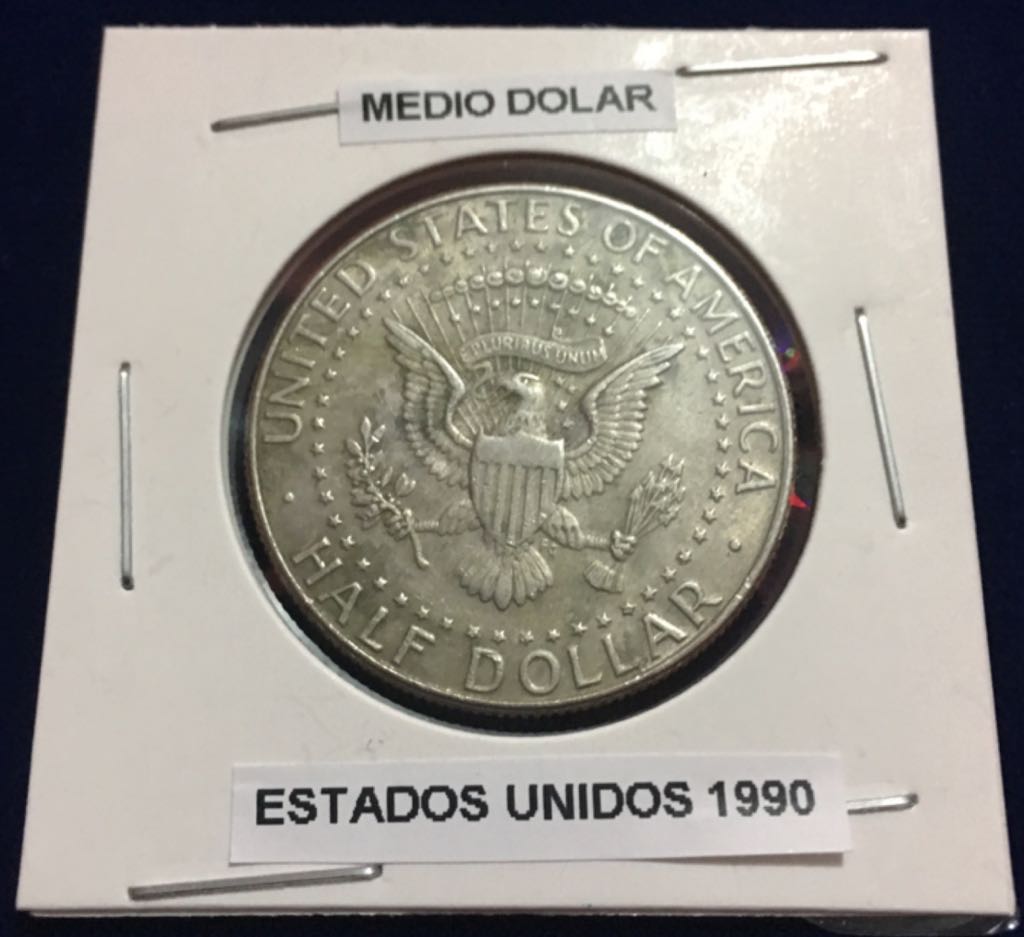 MEDIO DOLAR
UNITED STATES OF AMERICA
E PLURIBUS UNUM
· HALF DOLLAR ·
ESTADOS UNIDOS 1990